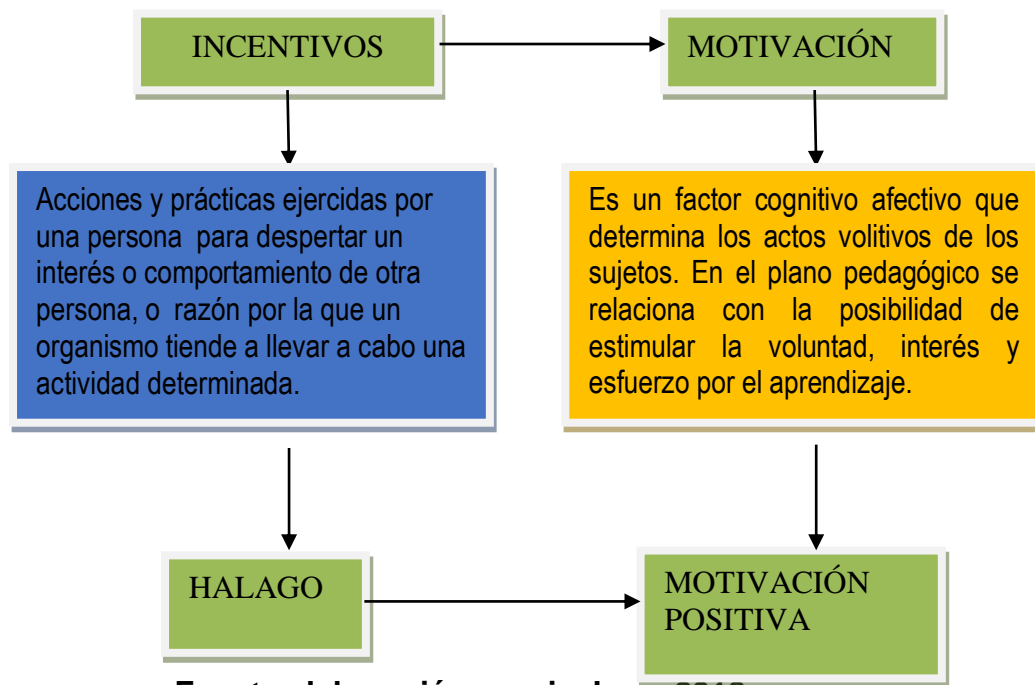 INCENTIVOS
MOTIVACIÓN
Acciones y prácticas ejercidas por
una persona para despertar un
interés o comportamiento de otra
persona, o razón por la que un
organismo tiende a llevar a cabo una
actividad determinada.
Es un factor cognitivo afectivo que
determina los actos volitivos de los
sujetos. En el plano pedagógico se
relaciona con la posibilidad de
estimular la voluntad, interés y
esfuerzo por el aprendizaje.
HALAGO
MOTIVACIÓN
POSITIVA